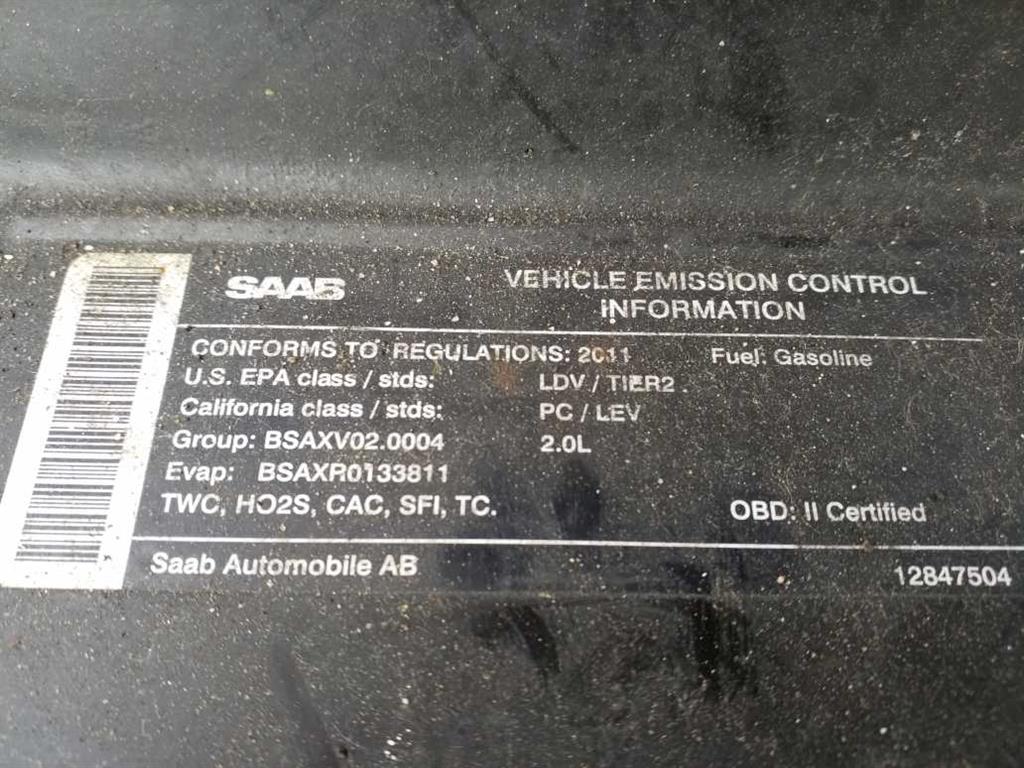 SAAB
VEHICLE EMISSION CONTROL
INFORMATION
CONFORMS TO REGULATIONS: 2011 Fuel: Gasoline
U.S. EPA class / stds: LDV / TIER2
California class / stds: PC / LEV
Group: BSAXV02.0004 2.0L
Evap: BSAXR0133811
TWC, HO2S, CAC, SFI, TC. OBD: II Certified
Saab Automobile AB 12847504